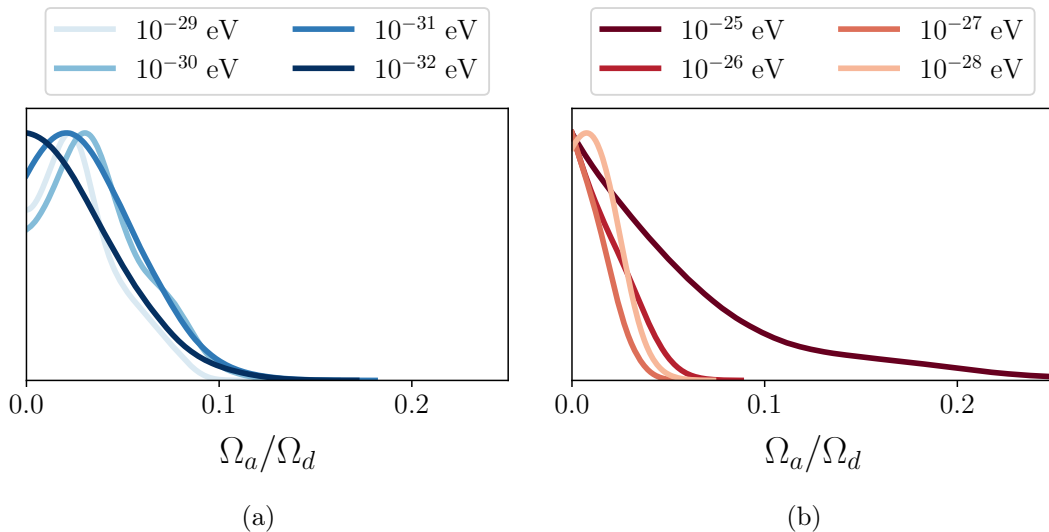 10⁻²⁹ eV 10⁻³¹ eV
10⁻³⁰ eV 10⁻³² eV
10⁻²⁵ eV 10⁻²⁷ eV
10⁻²⁶ eV 10⁻²⁸ eV
0.0 0.1 0.2
Ωₐ/Ω_d
(a)
0.0 0.1 0.2
Ωₐ/Ω_d
(b)